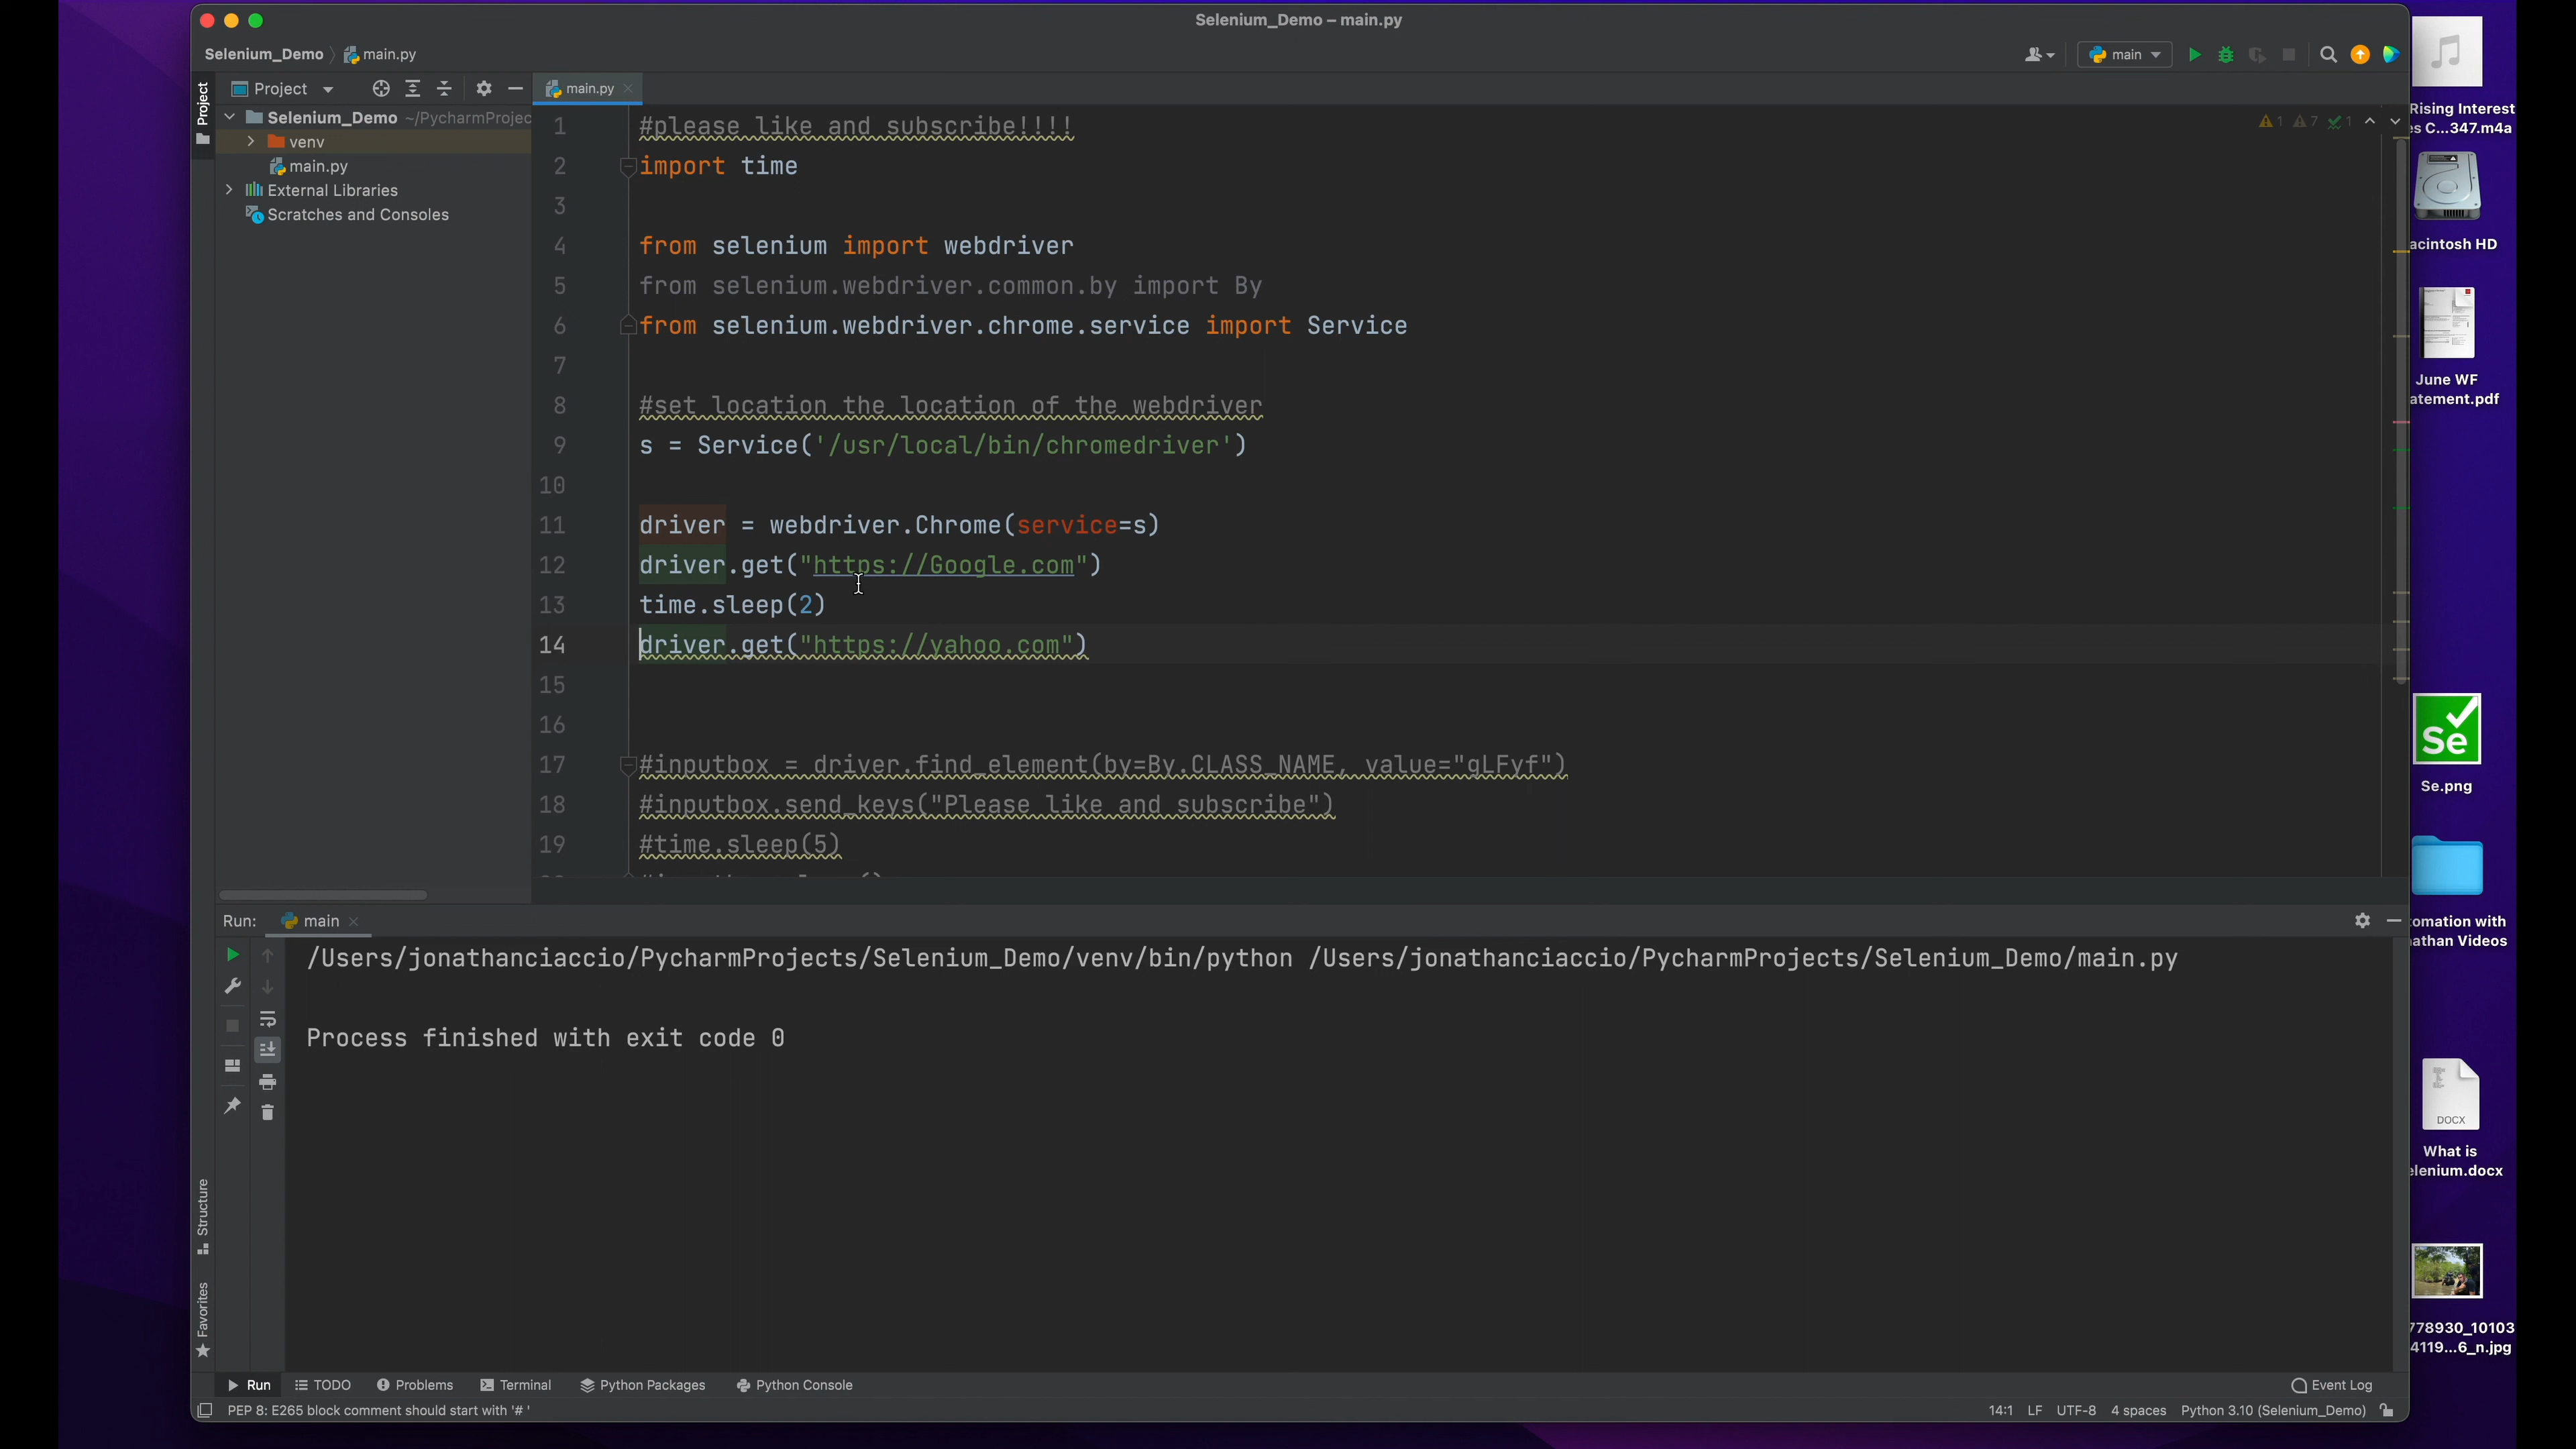 Selenium_Demo – main.py
Selenium_Demo main.py
main
Project
Project
main.py
Selenium_Demo ~/PycharmProjec
venv
main.py
External Libraries
Scratches and Consoles
1 7 1
1 #please like and subscribe!!!!
2 import time
3
4 from selenium import webdriver
5 from selenium.webdriver.common.by import By
6 from selenium.webdriver.chrome.service import Service
7
8 #set location the location of the webdriver
9 s = Service('/usr/local/bin/chromedriver')
10
11 driver = webdriver.Chrome(service=s)
12 driver.get("https://Google.com")
13 time.sleep(2)
14 driver.get("https://yahoo.com")
15
16
17 #inputbox = driver.find_element(by=By.CLASS_NAME, value="gLFyf")
18 #inputbox.send_keys("Please like and subscribe")
19 #time.sleep(5)
Run: main
/Users/jonathanciaccio/PycharmProjects/Selenium_Demo/venv/bin/python /Users/jonathanciaccio/PycharmProjects/Selenium_Demo/main.py
Process finished with exit code 0
Structure
Favorites
Run TODO Problems Terminal Python Packages Python Console Event Log
PEP 8: E265 block comment should start with '# '
14:1 LF UTF-8 4 spaces Python 3.10 (Selenium_Demo)
Rising Interest
es C...347.m4a
acintosh HD
June WF
atement.pdf
Se
Se.png
omation with
nathan Videos
DOCX
What is
elenium.docx
778930_10103
4119...6_n.jpg